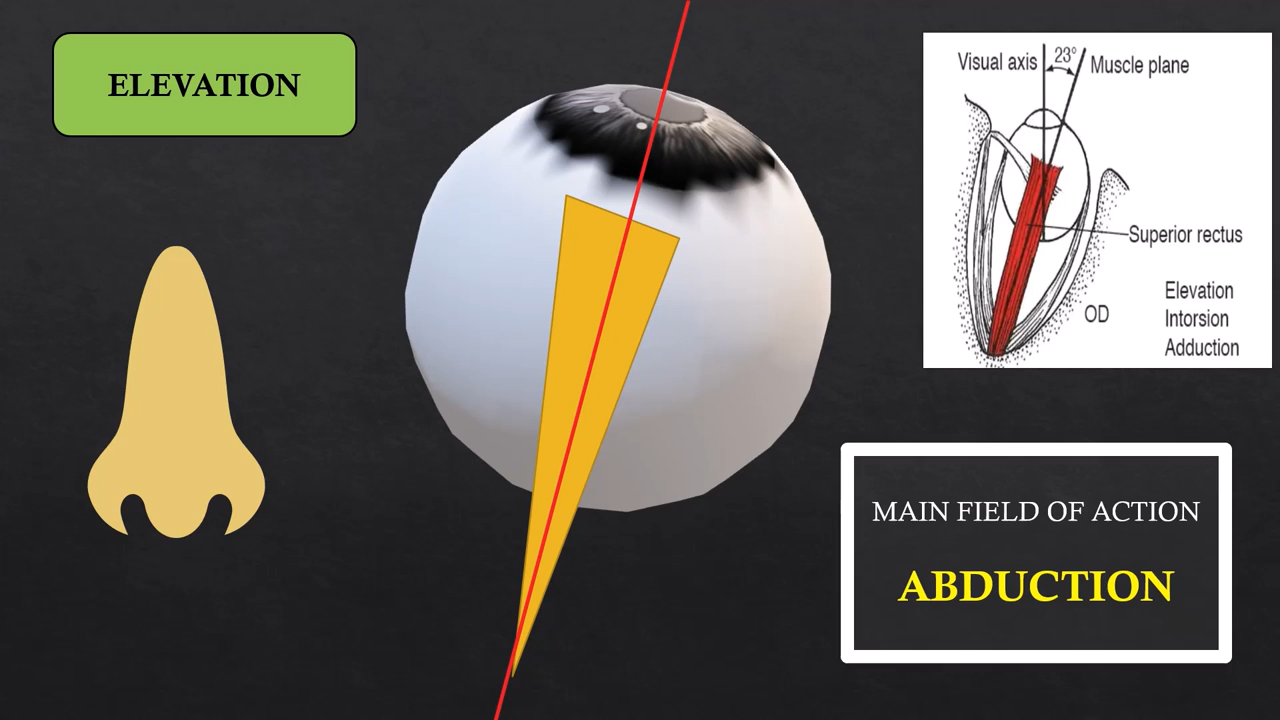 ELEVATION
Visual axis
23°
Muscle plane
Superior rectus
OD
Elevation
Intorsion
Adduction
MAIN FIELD OF ACTION
ABDUCTION